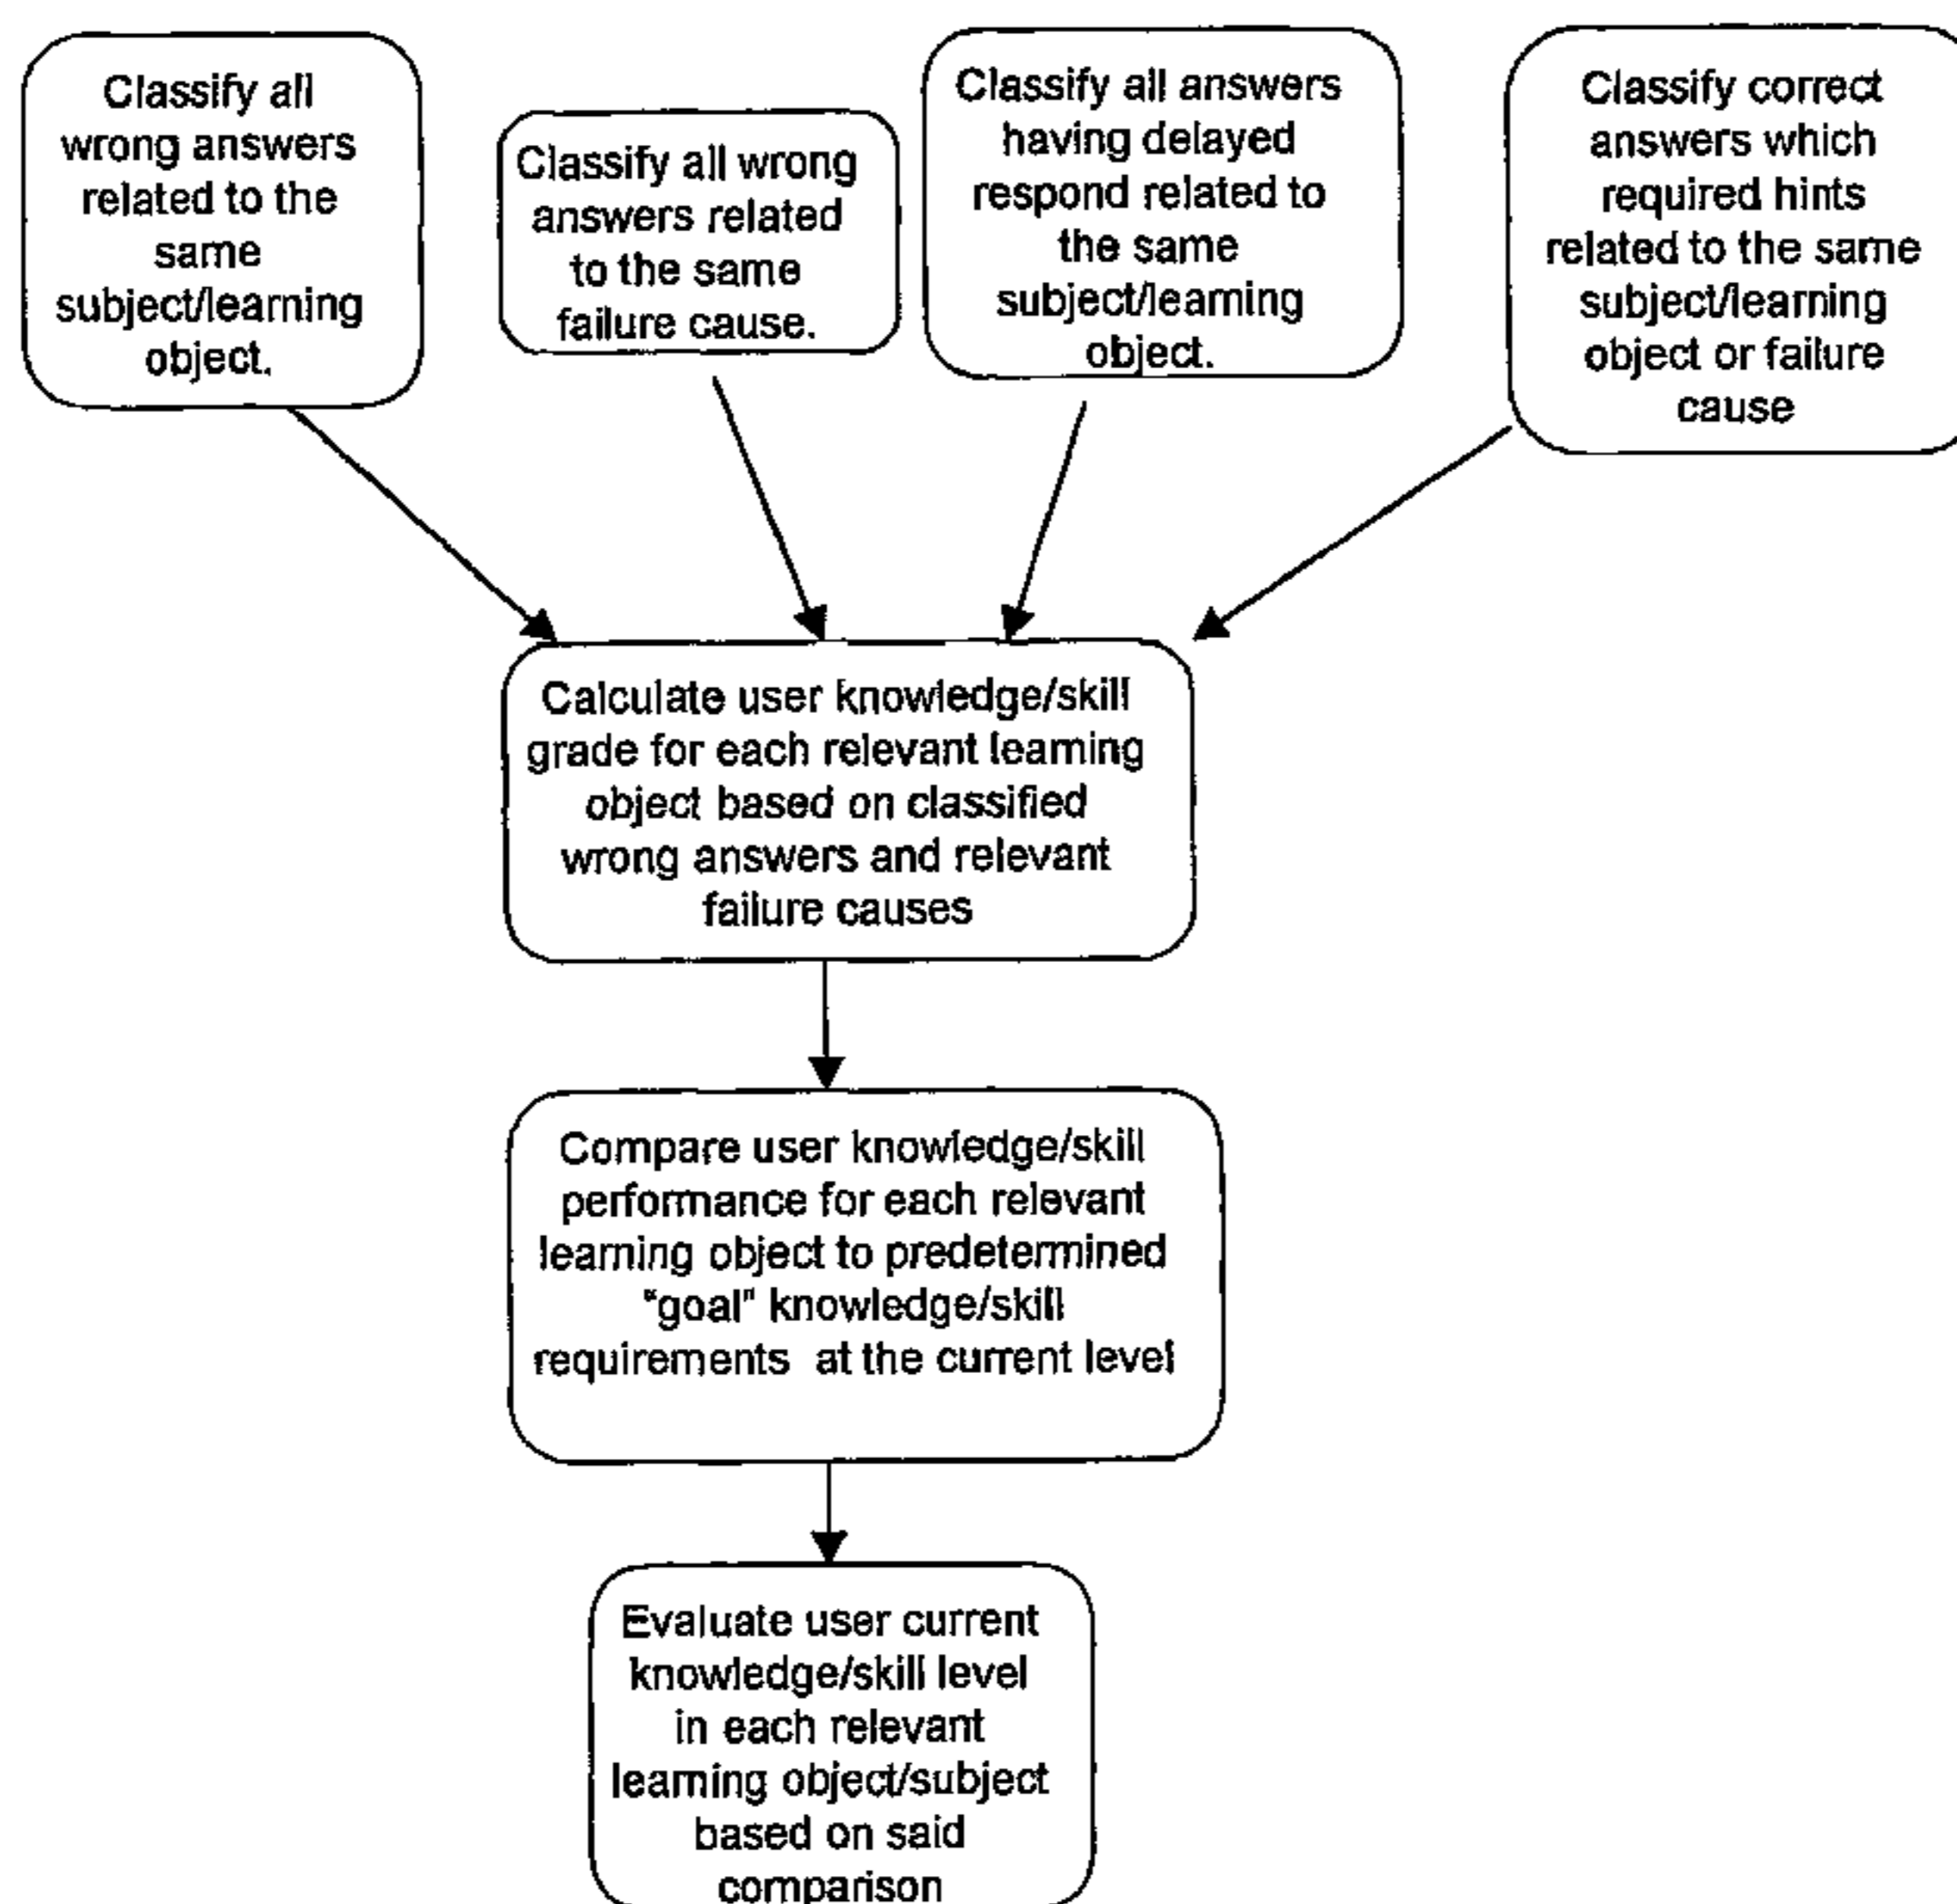 Classify all
wrong answers
related to the
same
subject/learning
object.
Classify all wrong
answers related
to the same
failure cause.
Classify all answers
having delayed
respond related to
the same
subject/learning
object.
Classify correct
answers which
required hints
related to the same
subject/learning
object or failure
cause
Calculate user knowledge/skill
grade for each relevant learning
object based on classified
wrong answers and relevant
failure causes
Compare user knowledge/skill
performance for each relevant
learning object to predetermined
"goal" knowledge/skill
requirements at the current level
Evaluate user current
knowledge/skill level
in each relevant
learning object/subject
based on said
comparison